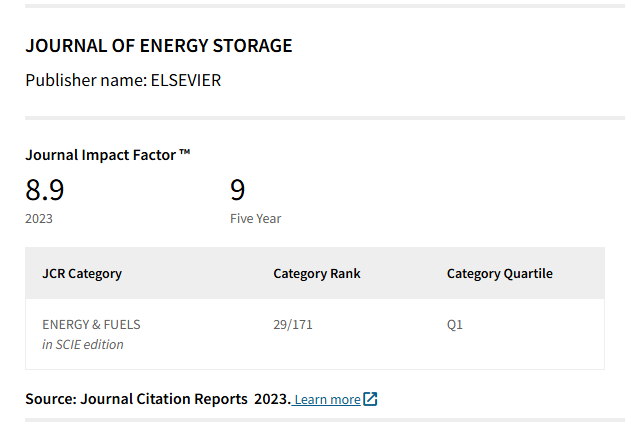 JOURNAL OF ENERGY STORAGE
Publisher name: ELSEVIER
Journal Impact Factor ™
8.9 9
2023 Five Year
JCR Category Category Rank Category Quartile
ENERGY & FUELS 29/171 Q1
in SCIE edition
Source: Journal Citation Reports 2023. Learn more